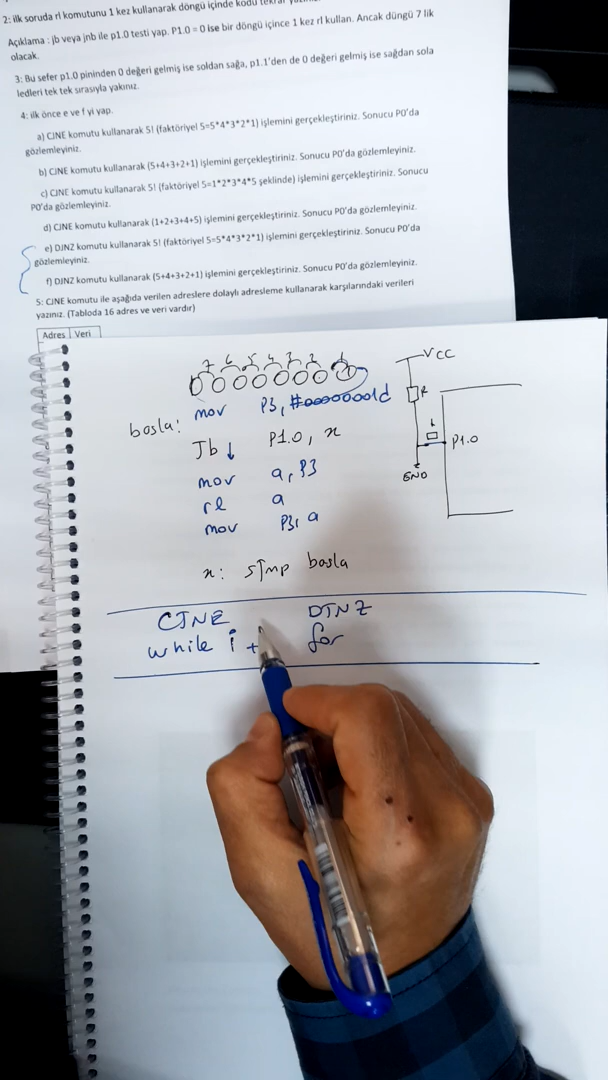 2: ilk soruda rl komutunu 1 kez kullanarak döngü içinde kodu tekrar
Açıklama : jb veya jnb ile p1.0 testi yap. P1.0 = 0 ise bir döngü içince 1 kez rl kullan. Ancak düngü 7 lik
olacak.
3: Bu sefer p1.0 pininden 0 değeri gelmiş ise soldan sağa, p1.1'den de 0 değeri gelmiş ise sağdan sola
ledleri tek tek sırasıyla yakınız.
4: ilk önce e ve f yi yap.
a) CJNE komutu kullanarak 5! (faktöriyel 5=5*4*3*2*1) işlemini gerçekleştiriniz. Sonucu P0'da
gözlemleyiniz.
b) CJNE komutu kullanarak (5+4+3+2+1) işlemini gerçekleştiriniz. Sonucu P0'da gözlemleyiniz.
c) CJNE komutu kullanarak 5! (faktöriyel 5=1*2*3*4*5 şeklinde) işlemini gerçekleştiriniz. Sonucu
P0'da gözlemleyiniz.
d) CJNE komutu kullanarak (1+2+3+4+5) işlemini gerçekleştiriniz. Sonucu P0'da gözlemleyiniz.
e) DJNZ komutu kullanarak 5! (faktöriyel 5=5*4*3*2*1) işlemini gerçekleştiriniz. Sonucu P0'da
gözlemleyiniz.
f) DJNZ komutu kullanarak (5+4+3+2+1) işlemini gerçekleştiriniz. Sonucu P0'da gözlemleyiniz.
5: CJNE komutu ile aşağıda verilen adreslere dolaylı adresleme kullanarak karşılarındaki verileri
yazınız. (Tabloda 16 adres ve veri vardır)
Adres Veri
7 6 5 4 3 2 1
VCC
R
P1.0
GND
mov P3, #00000001d
basla: Jb P1.0, x
mov a, P3
rl a
mov P3, a
x: sjmp basla
CJNE DJNZ
while i + for